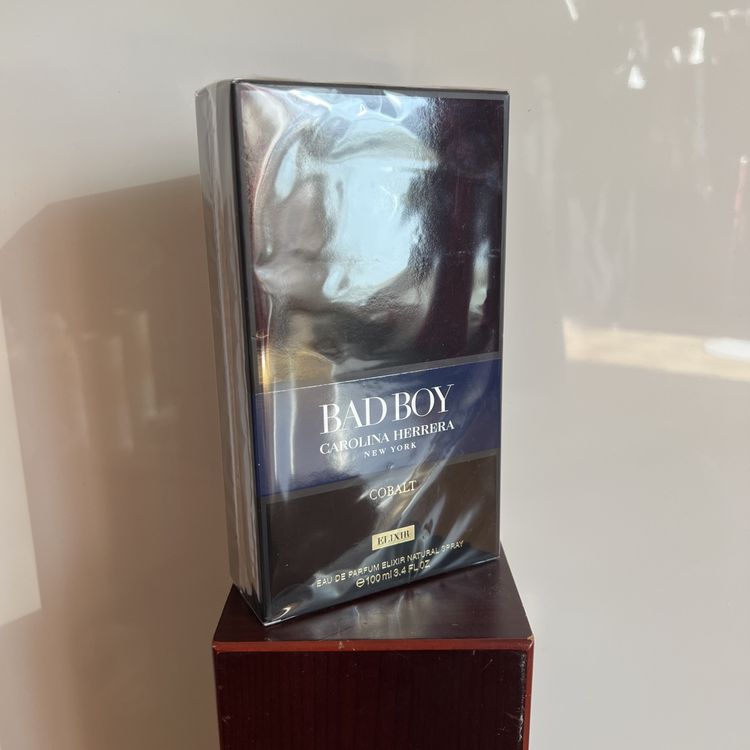 BAD BOY
CAROLINA HERRERA
NEW YORK
COBALT
ELIXIR
EAU DE PARFUM ELIXIR NATURAL SPRAY
℮100 ml 3.4 FL OZ